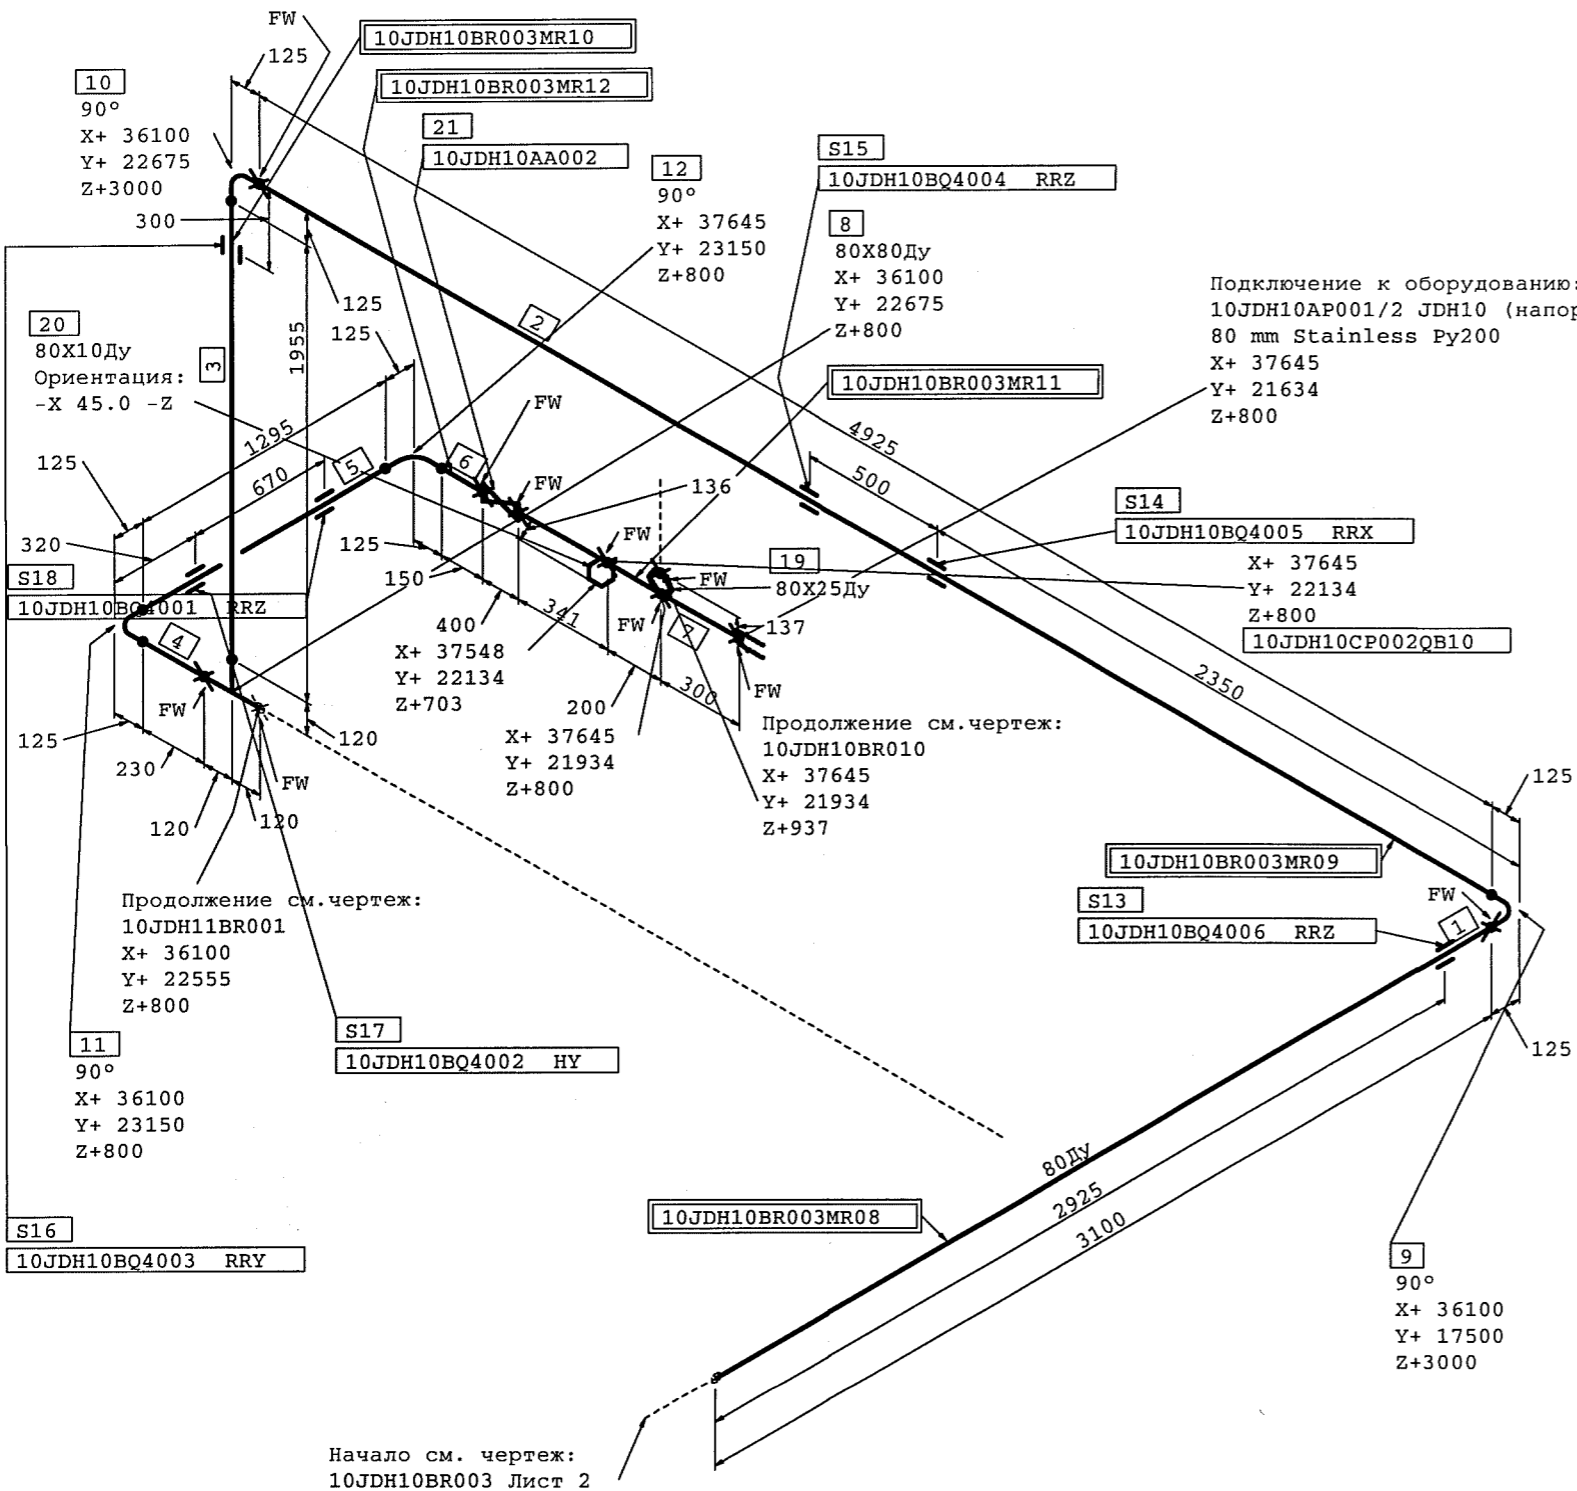 FW
125
10JDH10BR003MR10
10
90°
X+ 36100
Y+ 22675
Z+3000
10JDH10BR003MR12
21
10JDH10AA002
12
90°
X+ 37645
Y+ 23150
Z+800
S15
10JDH10BQ4004 RRZ
8
80X80Ду
X+ 36100
Y+ 22675
Z+800
300
125
125
1955
2
3
20
80X10Ду
Ориентация:
-X 45.0 -Z
Подключение к оборудованию:
10JDH10AP001/2 JDH10 (напор
80 mm Stainless Ру200
X+ 37645
Y+ 21634
Z+800
10JDH10BR003MR11
4925
500
1295
670
5
125
320
6
FW
FW
136
FW
S14
10JDH10BQ4005 RRX
X+ 37645
Y+ 22134
Z+800
10JDH10CP002QB10
S18
10JDH10BQ4001 RRZ
125
150
400
341
X+ 37548
Y+ 22134
Z+703
19
80X25Ду
FW
FW
7
137
FW
300
200
X+ 37645
Y+ 21934
Z+800
Продолжение см.чертеж:
10JDH10BR010
X+ 37645
Y+ 21934
Z+937
2350
4
FW
125
230
120
120
FW
120
125
10JDH10BR003MR09
FW
1
S13
10JDH10BQ4006 RRZ
125
Продолжение см.чертеж:
10JDH11BR001
X+ 36100
Y+ 22555
Z+800
S17
10JDH10BQ4002 HY
11
90°
X+ 36100
Y+ 23150
Z+800
80Ду
2925
3100
10JDH10BR003MR08
S16
10JDH10BQ4003 RRY
9
90°
X+ 36100
Y+ 17500
Z+3000
Начало см. чертеж:
10JDH10BR003 Лист 2